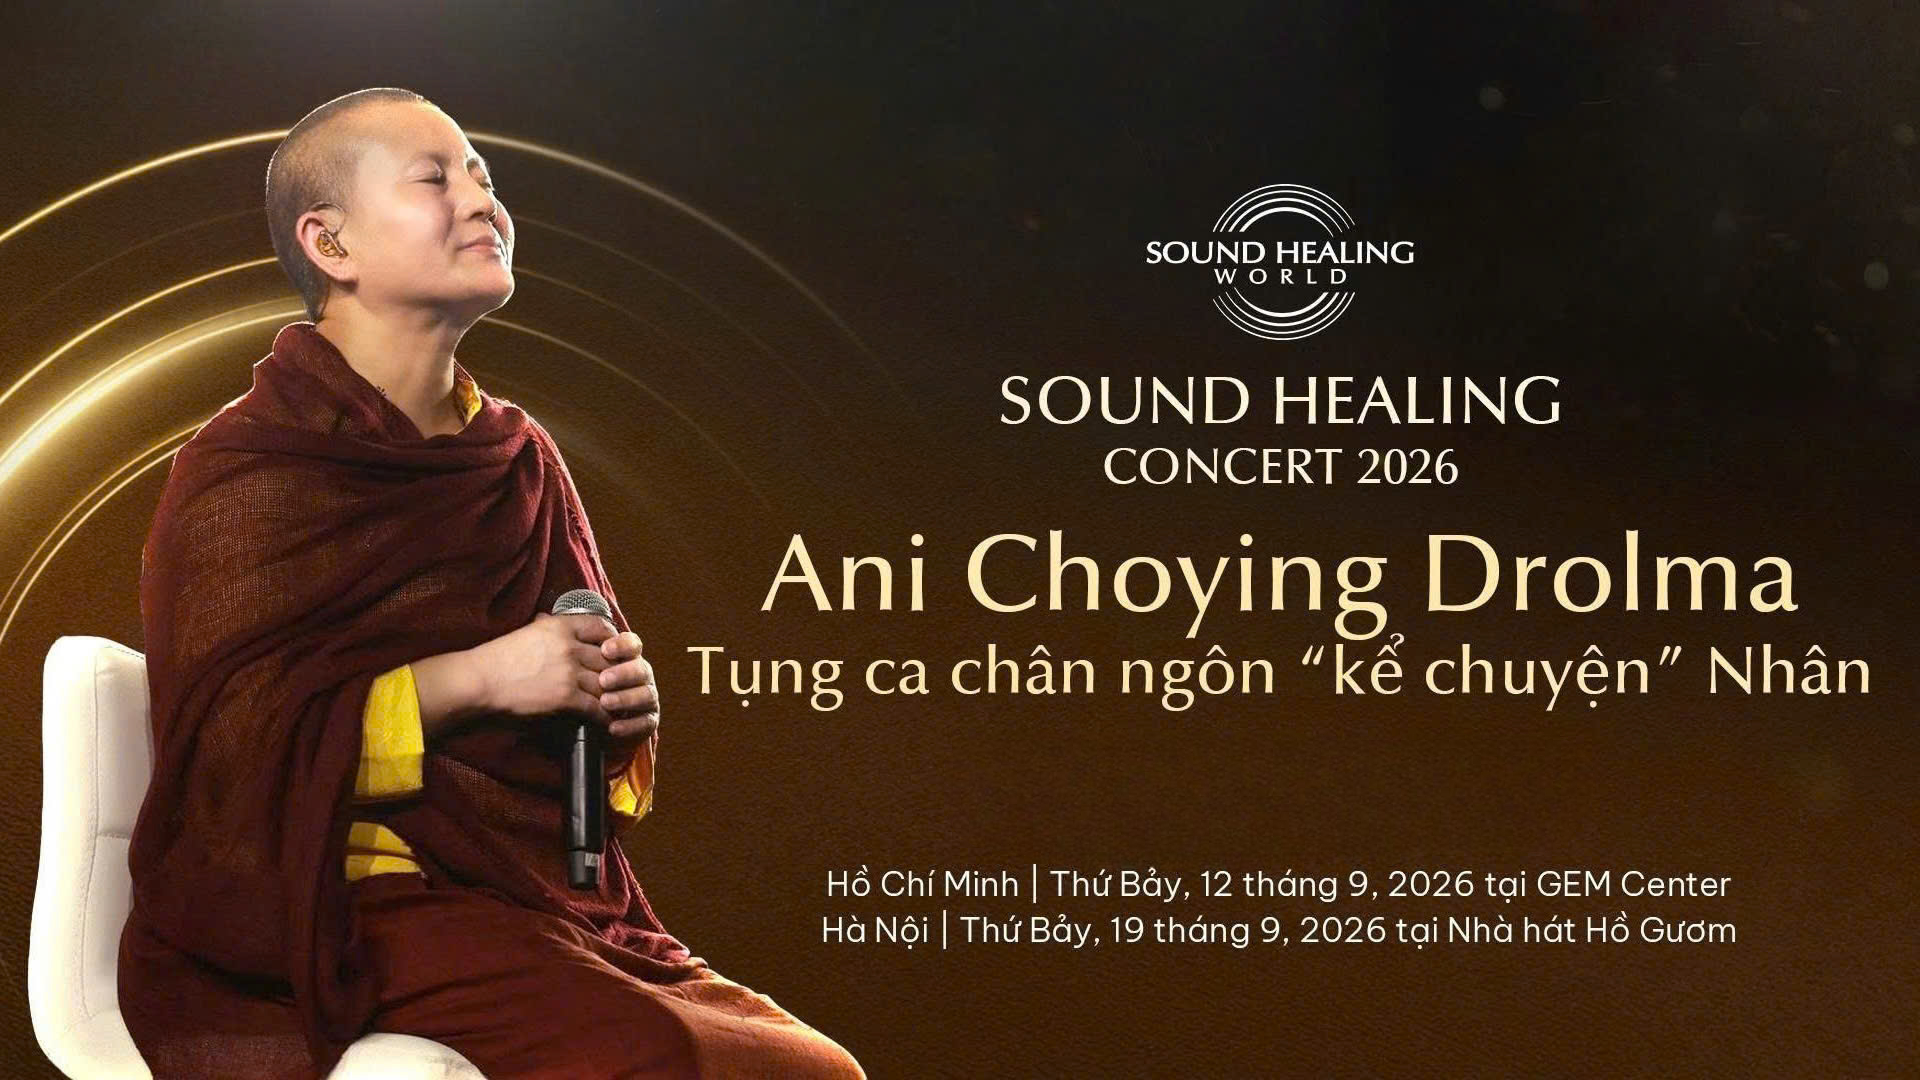 SOUND HEALING
WORLD
SOUND HEALING
CONCERT 2026
Ani Choying Drolma
Tụng ca chân ngôn “kể chuyện” Nhân
Hồ Chí Minh | Thứ Bảy, 12 tháng 9, 2026 tại GEM Center
Hà Nội | Thứ Bảy, 19 tháng 9, 2026 tại Nhà hát Hồ Gươm